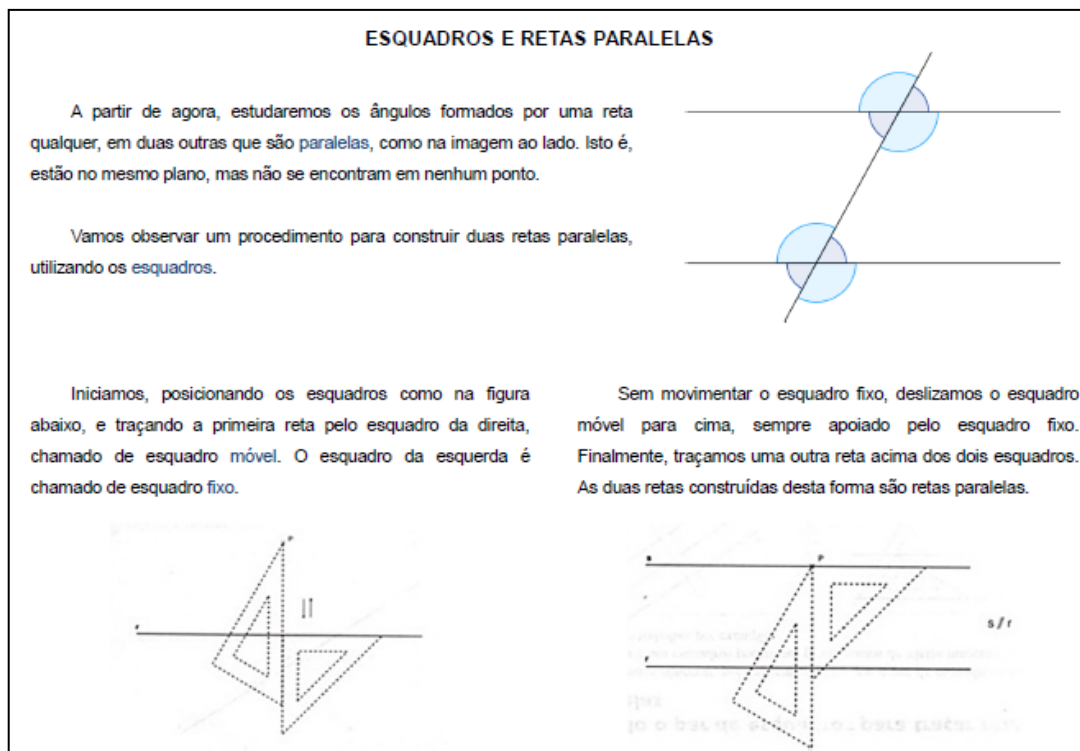 ESQUADROS E RETAS PARALELAS
A partir de agora, estudaremos os ângulos formados por uma reta
qualquer, em duas outras que são paralelas, como na imagem ao lado. Isto é,
estão no mesmo plano, mas não se encontram em nenhum ponto.
Vamos observar um procedimento para construir duas retas paralelas,
utilizando os esquadros.
Iniciamos, posicionando os esquadros como na figura
abaixo, e traçando a primeira reta pelo esquadro da direita,
chamado de esquadro móvel. O esquadro da esquerda é
chamado de esquadro fixo.
Sem movimentar o esquadro fixo, deslizamos o esquadro
móvel para cima, sempre apoiado pelo esquadro fixo.
Finalmente, traçamos uma outra reta acima dos dois esquadros.
As duas retas construídas desta forma são retas paralelas.
P
r
s
P
s // r
r